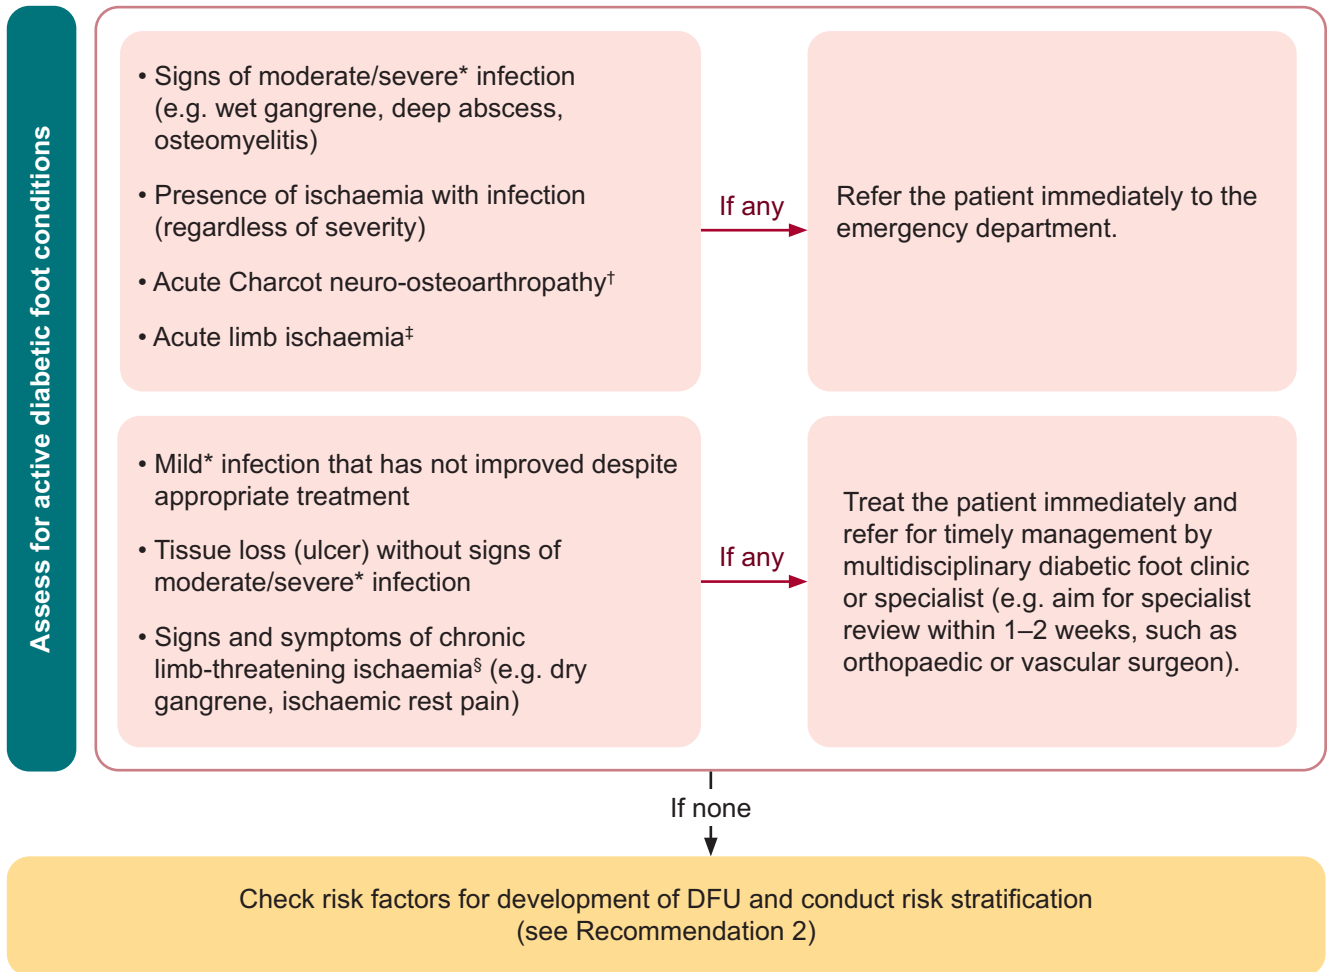 Assess for active diabetic foot conditions
• Signs of moderate/severe* infection
(e.g. wet gangrene, deep abscess,
osteomyelitis)
• Presence of ischaemia with infection
(regardless of severity)
• Acute Charcot neuro-osteoarthropathy†
• Acute limb ischaemia‡
If any
Refer the patient immediately to the
emergency department.
• Mild* infection that has not improved despite
appropriate treatment
• Tissue loss (ulcer) without signs of
moderate/severe* infection
• Signs and symptoms of chronic
limb-threatening ischaemia§ (e.g. dry
gangrene, ischaemic rest pain)
If any
Treat the patient immediately and
refer for timely management by
multidisciplinary diabetic foot clinic
or specialist (e.g. aim for specialist
review within 1–2 weeks, such as
orthopaedic or vascular surgeon).
If none
Check risk factors for development of DFU and conduct risk stratification
(see Recommendation 2)